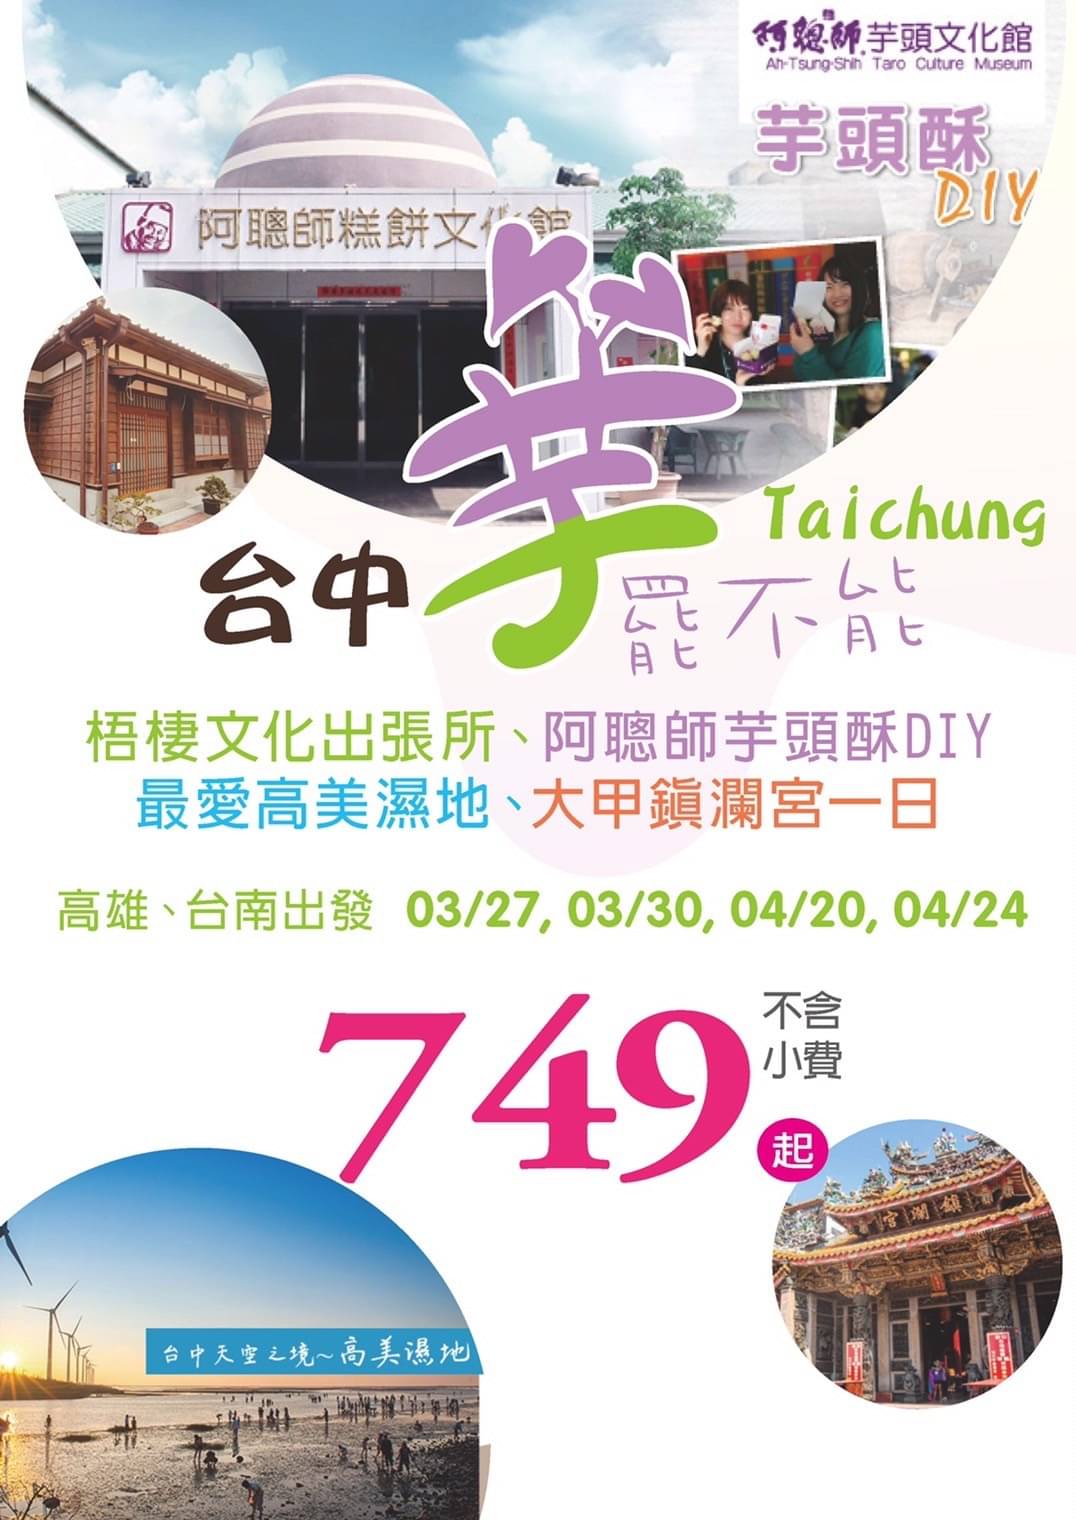 阿聰師芋頭文化館
Ah-Tsung-Shih Taro Culture Museum
芋頭酥
DIY
阿聰師糕餅文化館
Taichung
台中芋罷不能
梧棲文化出張所、阿聰師芋頭酥DIY
最愛高美濕地、大甲鎮瀾宮一日
高雄、台南出發 03/27, 03/30, 04/20, 04/24
749
不含
小費
起
宮瀾鎮
台中天空之境~高美濕地